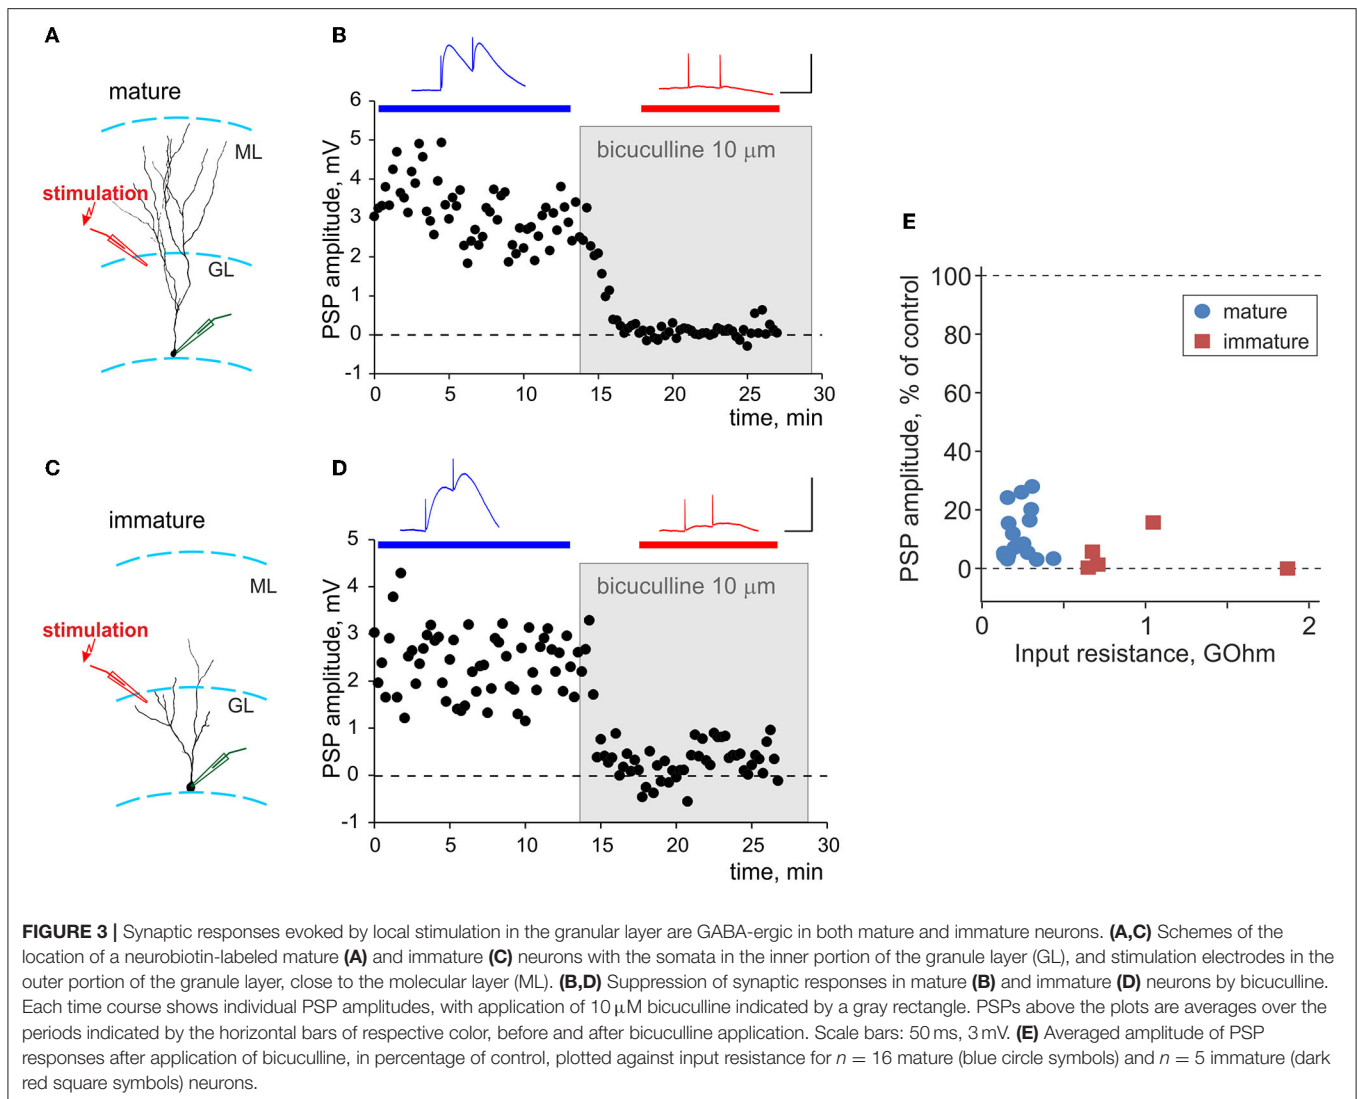 A
mature
ML
stimulation
GL
B
6
5
4
3
2
1
0
-1
PSP amplitude, mV
bicuculline 10 μm
0
5
10
15
20
25
30
time, min
C
immature
ML
stimulation
GL
D
5
4
3
2
1
0
-1
PSP amplitude, mV
bicuculline 10 μm
0
5
10
15
20
25
30
time, min
E
100
80
60
40
20
0
PSP amplitude, % of control
mature
immature
0
1
2
Input resistance, GOhm
FIGURE 3 | Synaptic responses evoked by local stimulation in the granular layer are GABA-ergic in both mature and immature neurons. (A,C) Schemes of the
location of a neurobiotin-labeled mature (A) and immature (C) neurons with the somata in the inner portion of the granule layer (GL), and stimulation electrodes in the
outer portion of the granule layer, close to the molecular layer (ML). (B,D) Suppression of synaptic responses in mature (B) and immature (D) neurons by bicuculline.
Each time course shows individual PSP amplitudes, with application of 10 μM bicuculline indicated by a gray rectangle. PSPs above the plots are averages over the
periods indicated by the horizontal bars of respective color, before and after bicuculline application. Scale bars: 50 ms, 3 mV. (E) Averaged amplitude of PSP
responses after application of bicuculline, in percentage of control, plotted against input resistance for n = 16 mature (blue circle symbols) and n = 5 immature (dark
red square symbols) neurons.